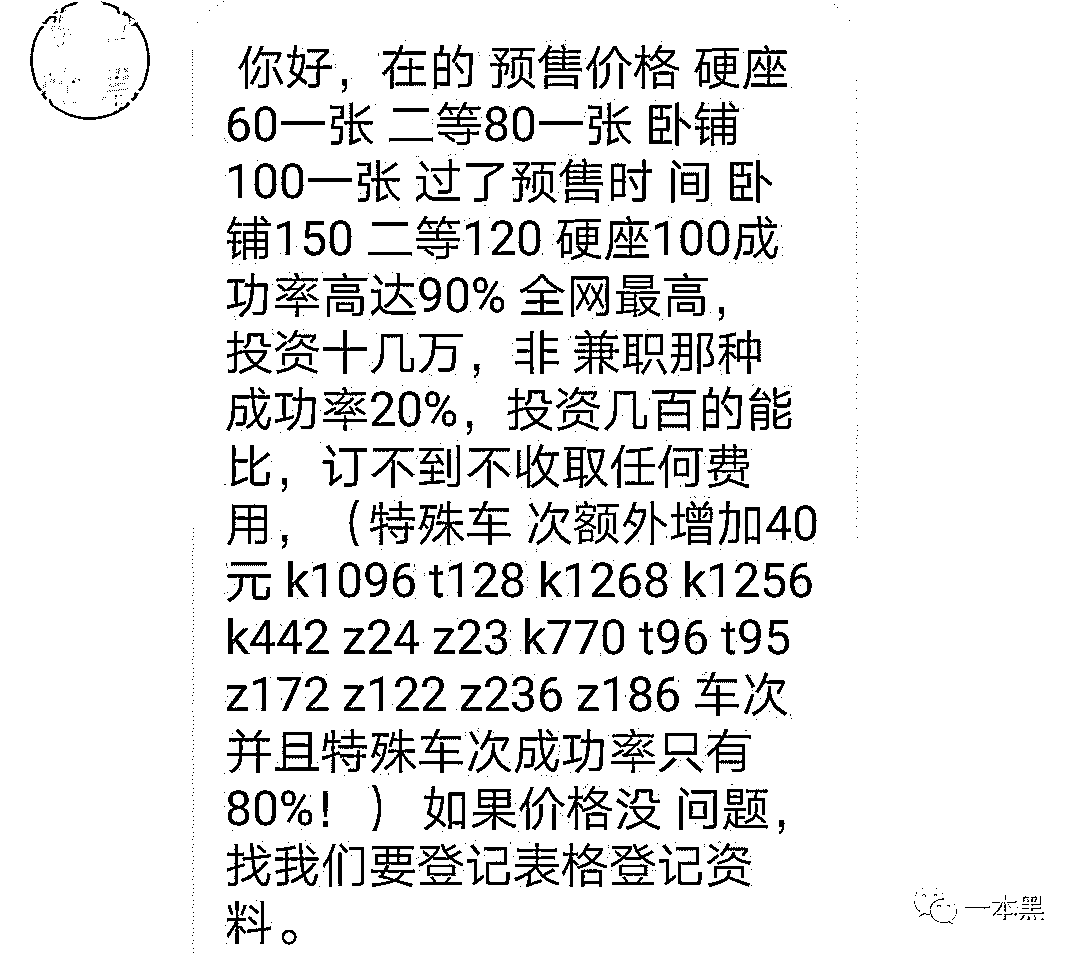 你好，在的 预售价格 硬座
60一张 二等80一张 卧铺
100一张 过了预售时 间 卧
铺150 二等120 硬座100成
功率高达90% 全网最高，
投资十几万，非 兼职那种
成功率20%，投资几百的能
比，订不到不收取任何费
用，（特殊车 次额外增加40
元 k1096 t128 k1268 k1256
k442 z24 z23 k770 t96 t95
z172 z122 z236 z186 车次
并且特殊车次成功率只有
80%！） 如果价格没 问题，
找我们要登记表格登记资
料。
一本黑